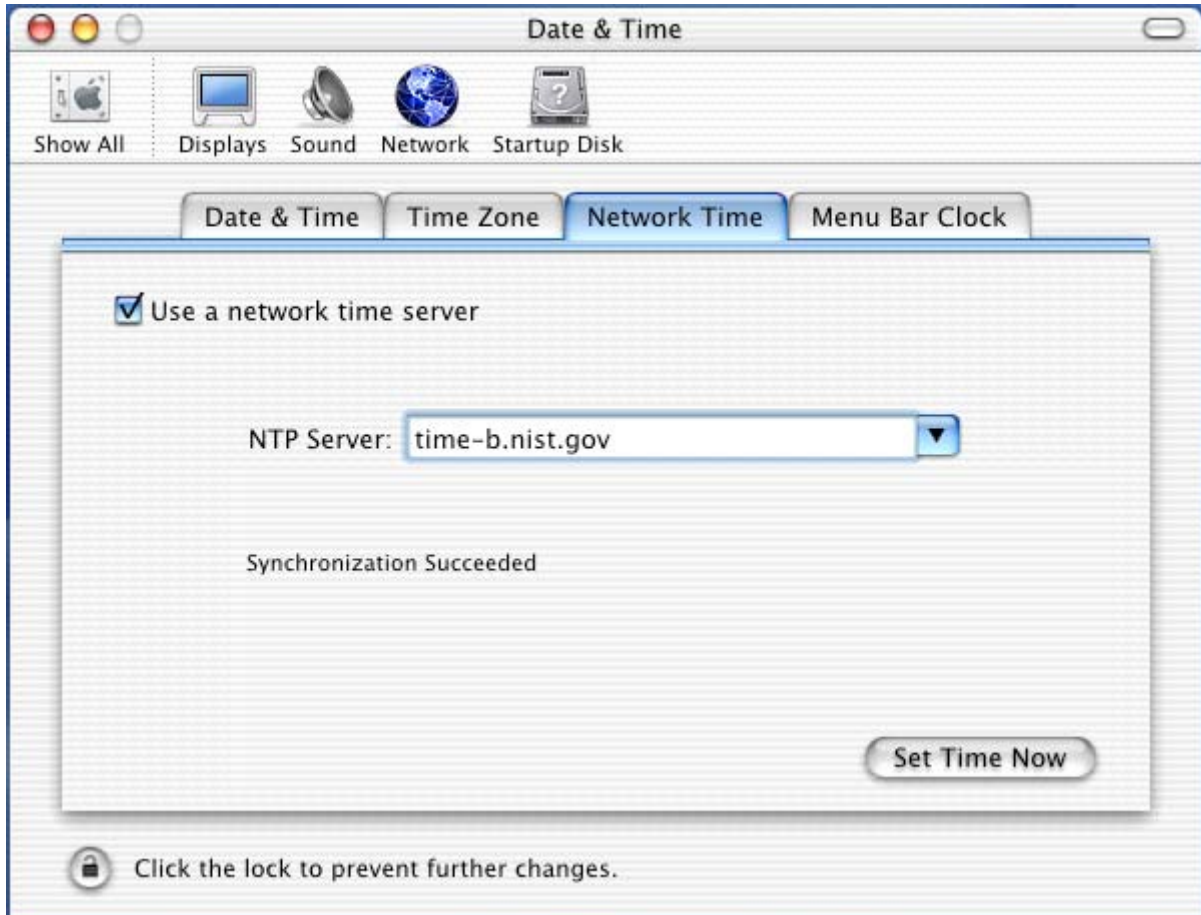 Date & Time
Show All
Displays
Sound
Network
Startup Disk
?
Date & Time
Time Zone
Network Time
Menu Bar Clock
Use a network time server
NTP Server: time-b.nist.gov
Synchronization Succeeded
Set Time Now
Click the lock to prevent further changes.